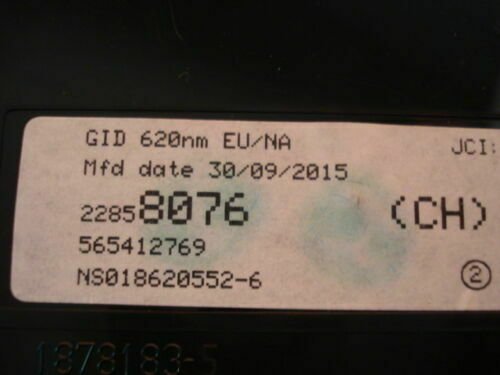 GID 620nm EU/NA
JCI:
Mfd date 30/09/2015
22858076 (CH)
565412769
NS018620552-6 2
1878183-5